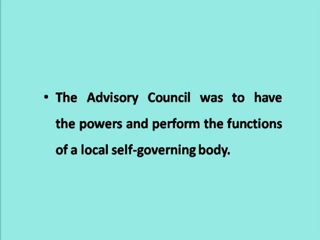 • The Advisory Council was to have
the powers and perform the functions
of a local self-governing body.